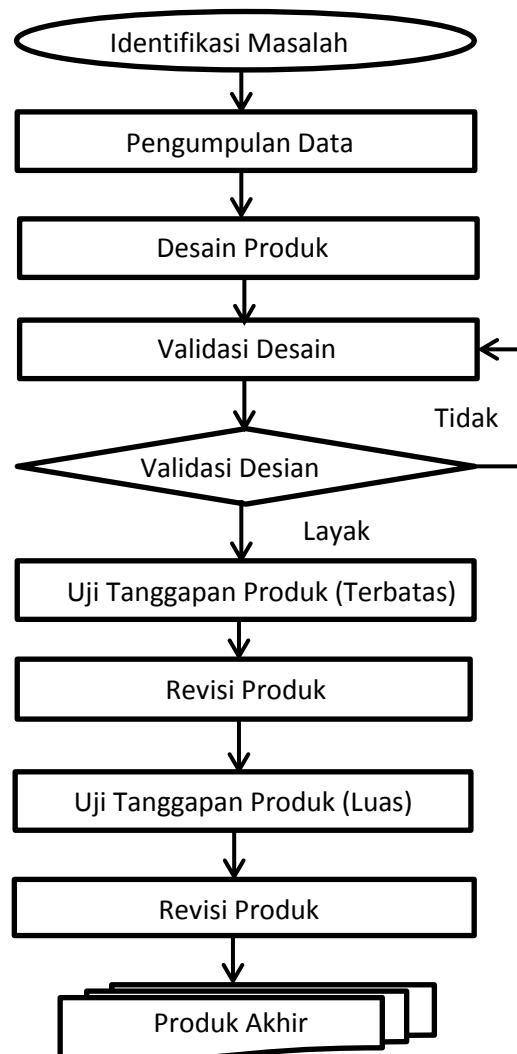 Identifikasi Masalah
Pengumpulan Data
Desain Produk
Validasi Desain
Tidak
Validasi Desian
Layak
Uji Tanggapan Produk (Terbatas)
Revisi Produk
Uji Tanggapan Produk (Luas)
Revisi Produk
Produk Akhir